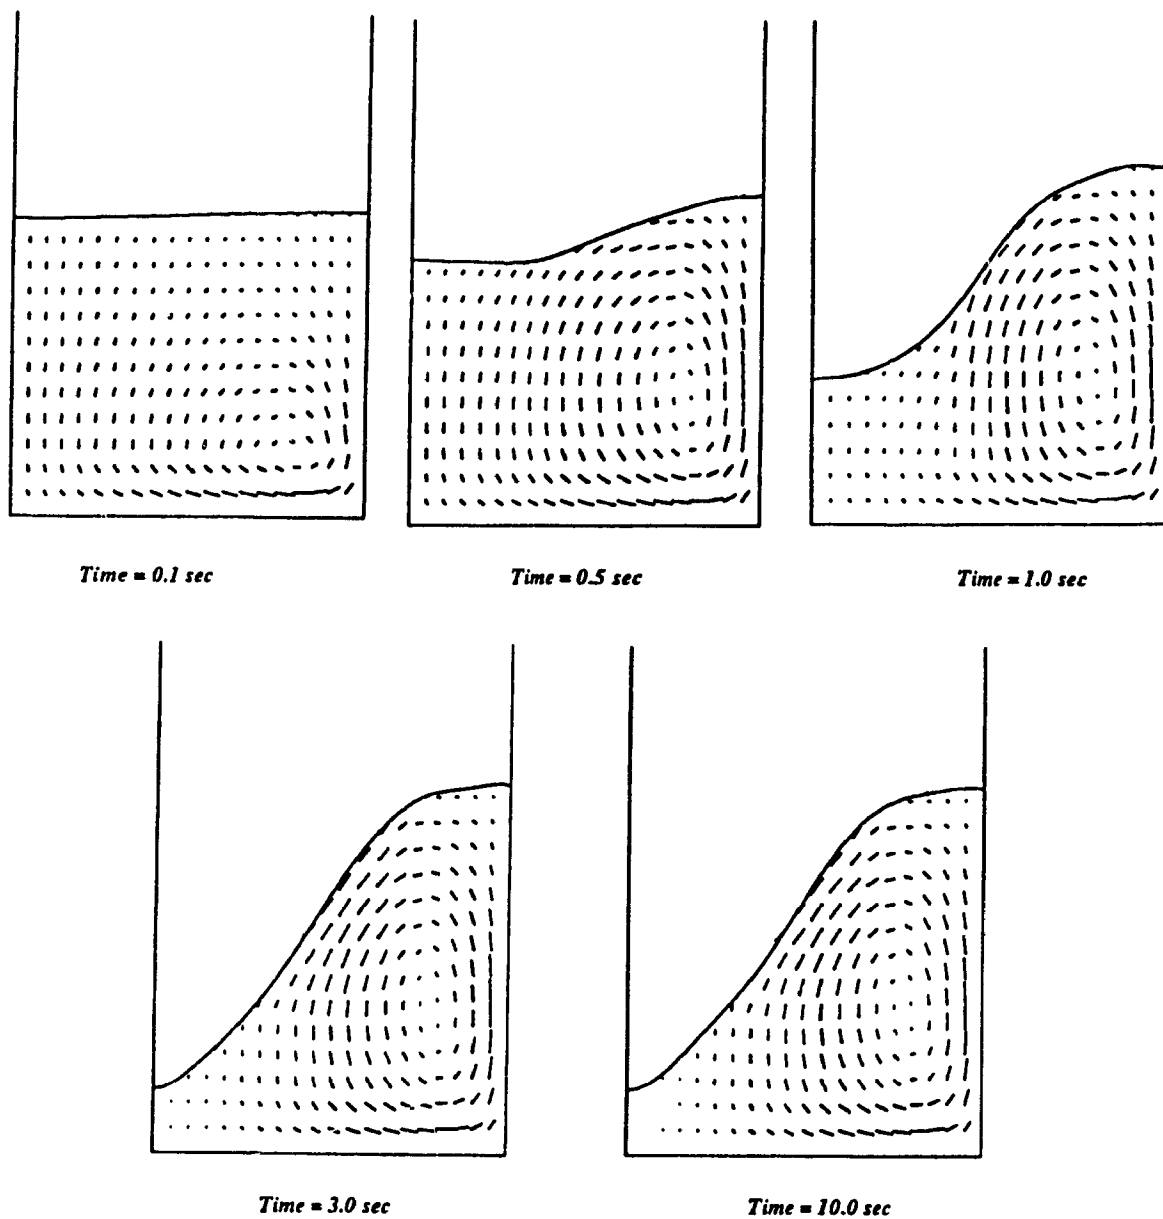 Time = 0.1 sec
Time = 0.5 sec
Time = 1.0 sec
Time = 3.0 sec
Time = 10.0 sec